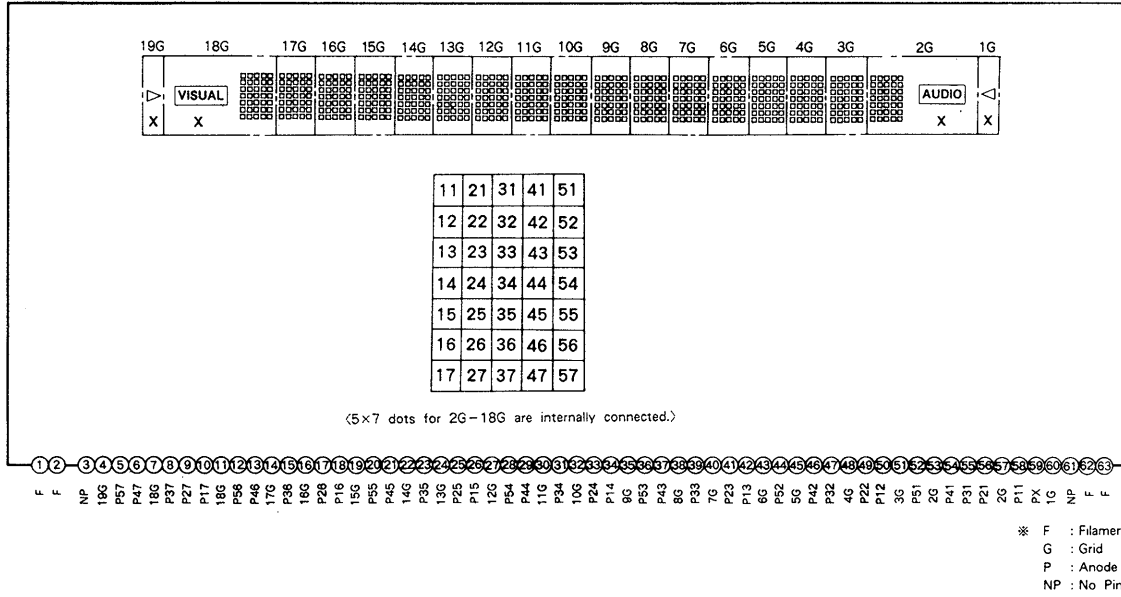 19G 18G 17G 16G 15G 14G 13G 12G 11G 10G 9G 8G 7G 6G 5G 4G 3G 2G 1G
VISUAL AUDIO
X X X X
11 21 31 41 51
12 22 32 42 52
13 23 33 43 53
14 24 34 44 54
15 25 35 45 55
16 26 36 46 56
17 27 37 47 57
〈5×7 dots for 2G-18G are internally connected.〉
1 2 3 4 5 6 7 8 9 10 11 12 13 14 15 16 17 18 19 20 21 22 23 24 25 26 27 28 29 30 31 32 33 34 35 36 37 38 39 40 41 42 43 44 45 46 47 48 49 50 51 52 53 54 55 56 57 58 59 60 61 62 63
F F NP 19G P57 P47 18G P37 P27 P17 18G P56 P46 17G P36 16G P26 P16 15G P55 P45 14G P35 13G P25 P15 12G P54 P44 11G P34 10G P24 P14 9G P53 P43 8G P33 7G P23 P13 6G P52 5G P42 P32 4G P22 P12 3G P51 2G P41 P31 P21 2G P11 PX 1G NP F F
※ F : Filamer
G : Grid
P : Anode
NP : No Pin